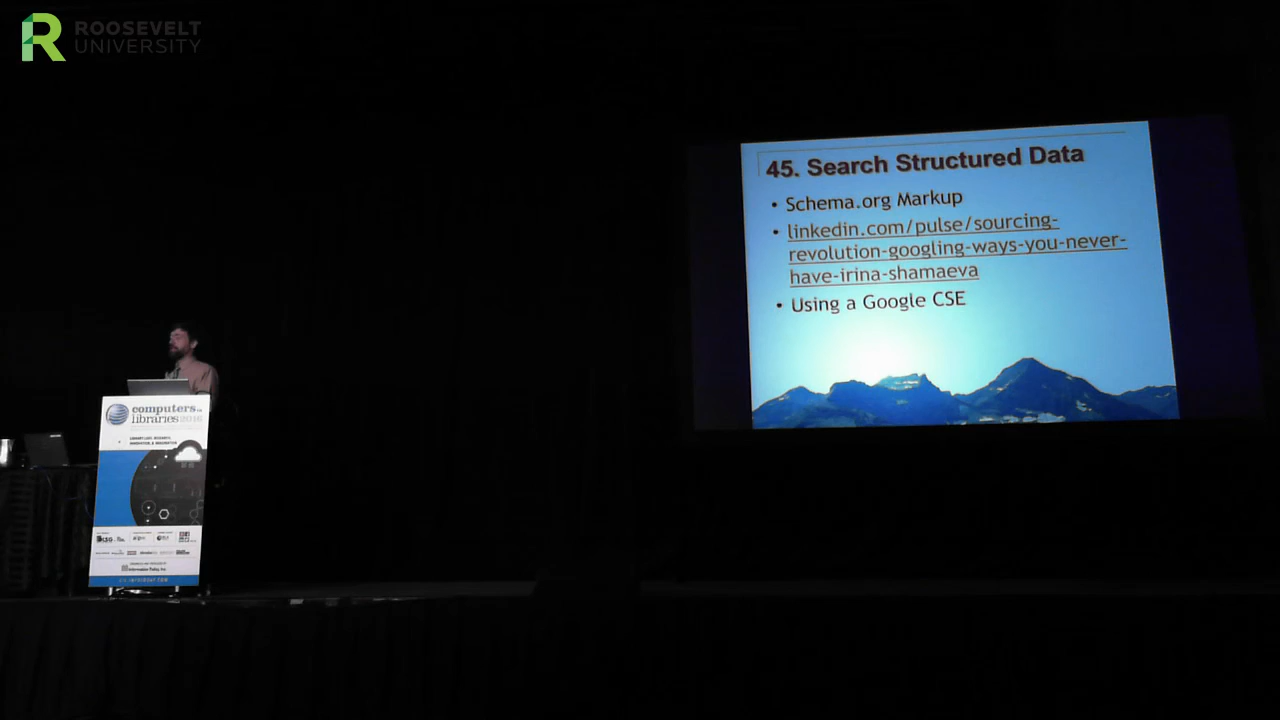 ROOSEVELT
UNIVERSITY
45. Search Structured Data
• Schema.org Markup
• linkedin.com/pulse/sourcing-
revolution-googling-ways-you-never-
have-irina-shamaeva
• Using a Google CSE
computers in
libraries 2016